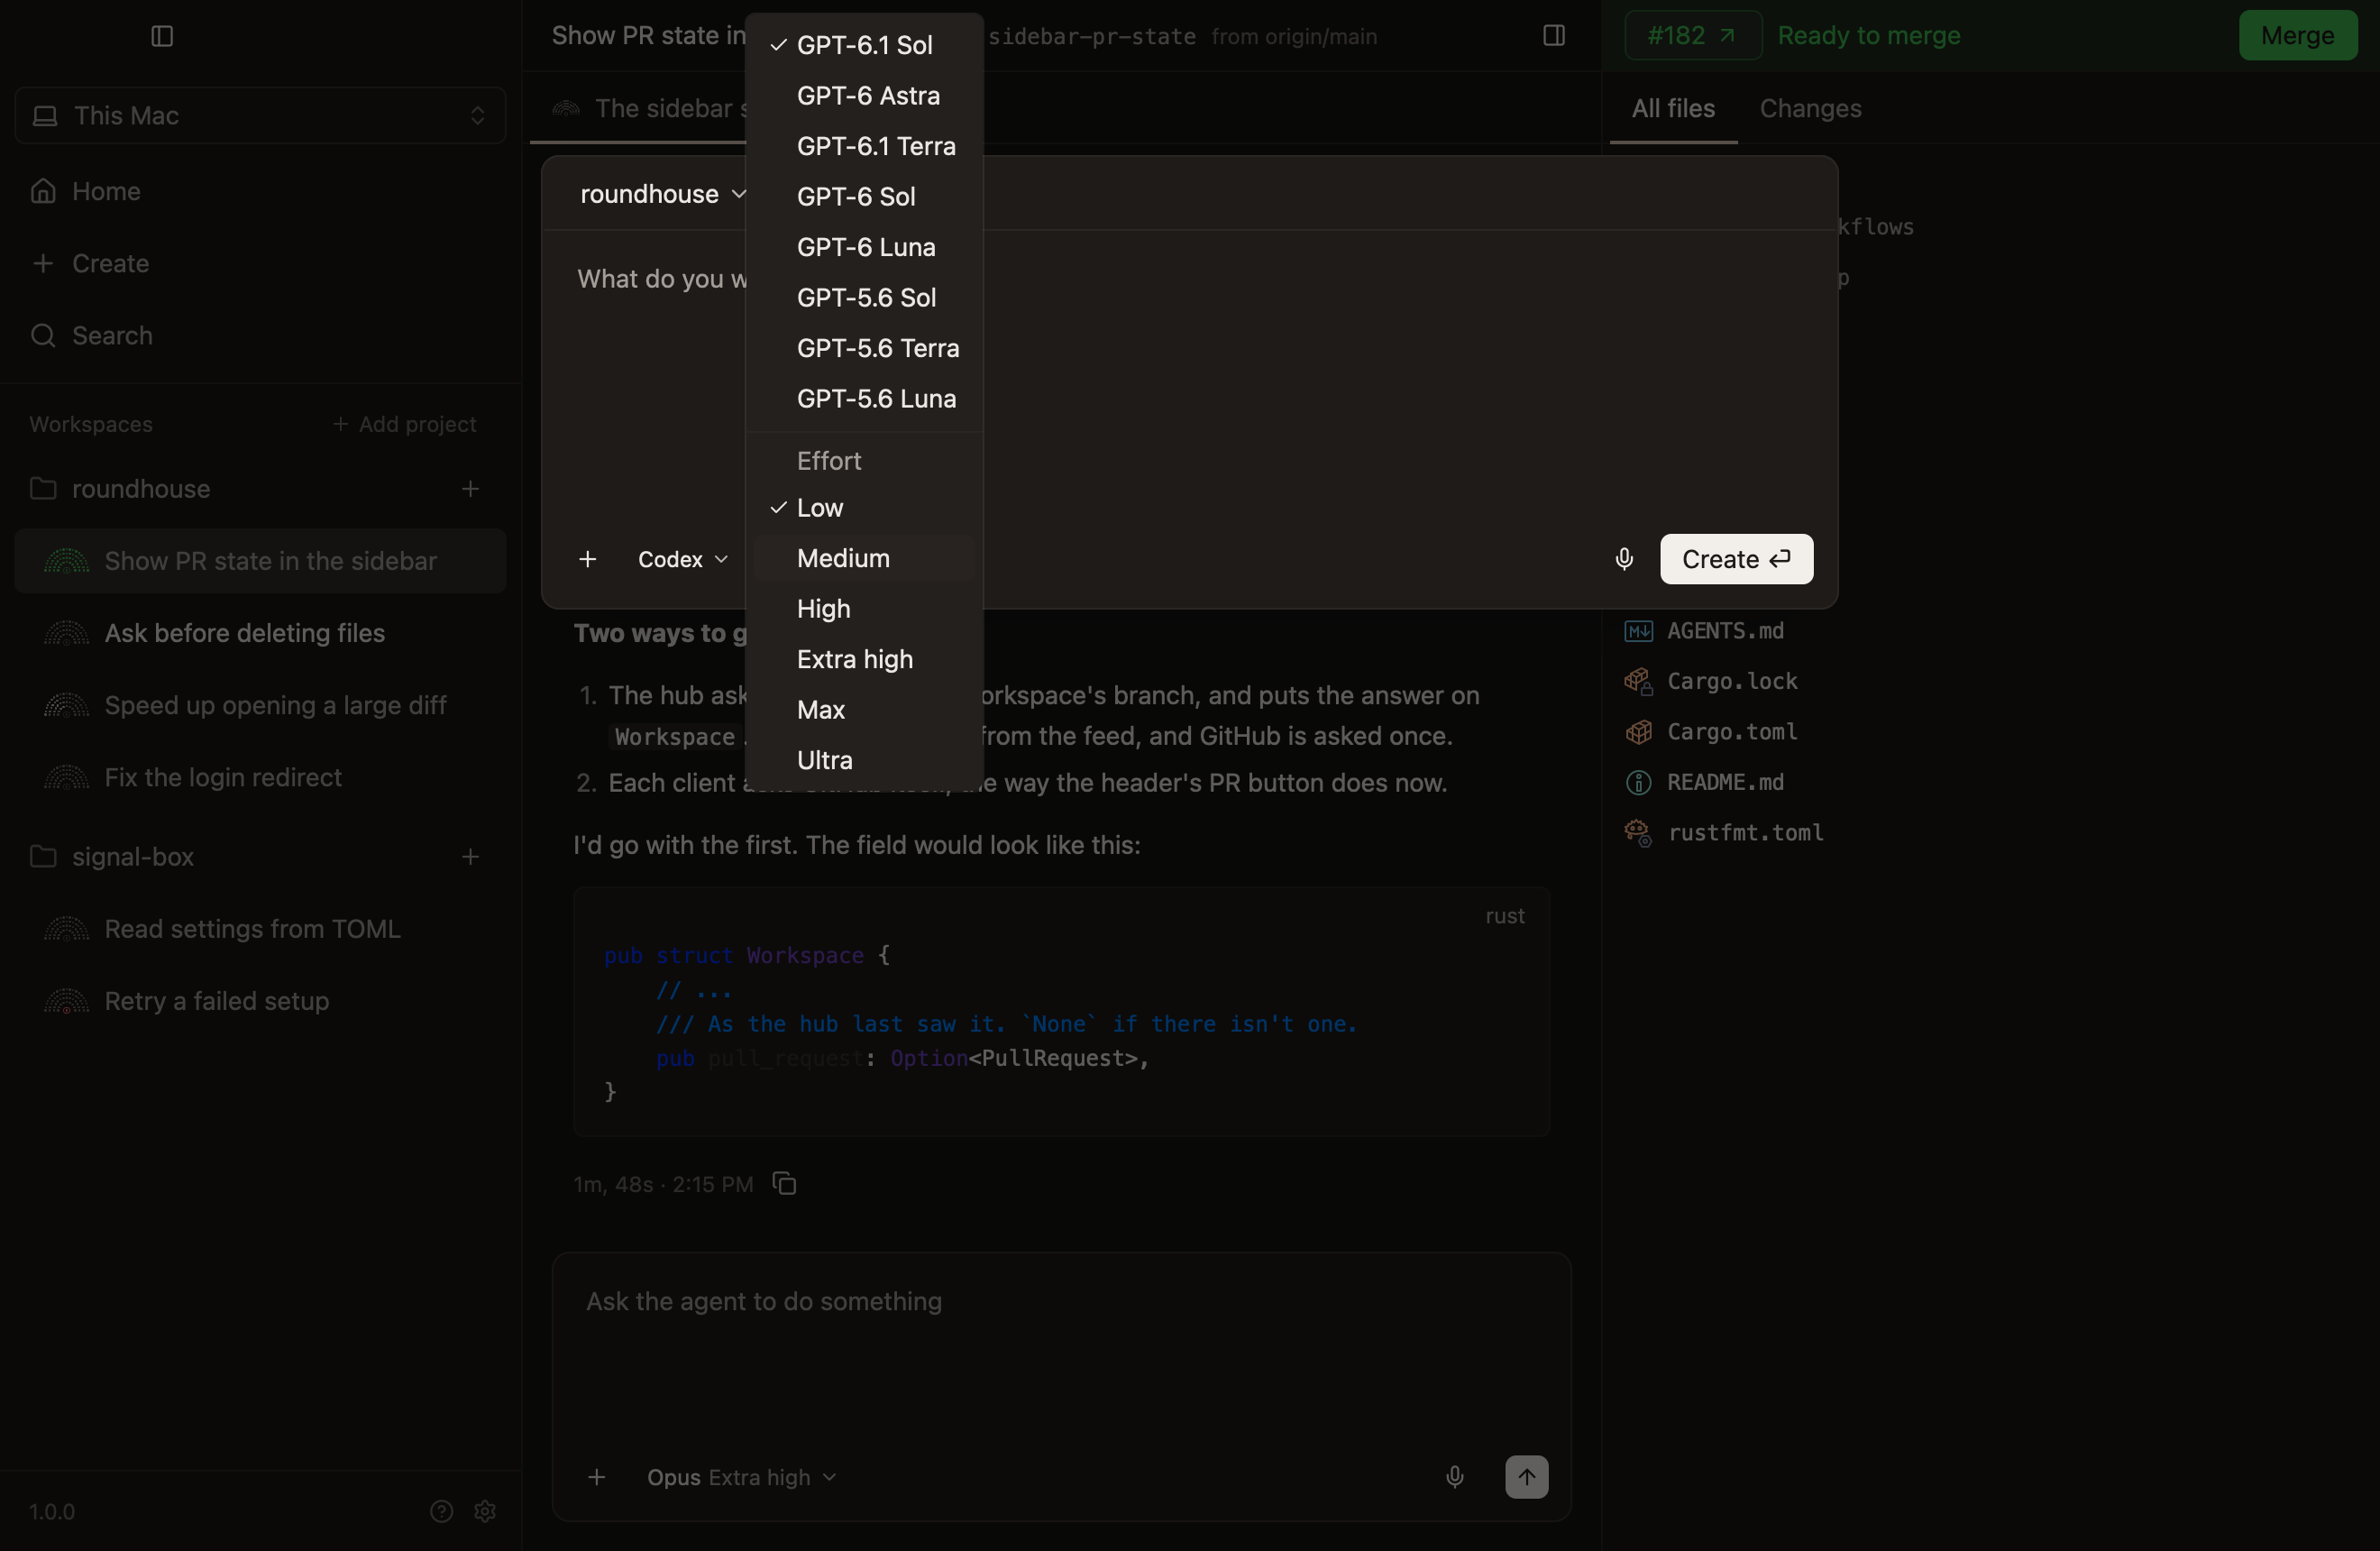 Show PR state in
sidebar-pr-state from origin/main
#182
Ready to merge
Merge
This Mac
Home
Create
Search
Workspaces
Add project
roundhouse
Show PR state in the sidebar
Ask before deleting files
Speed up opening a large diff
Fix the login redirect
signal-box
Read settings from TOML
Retry a failed setup
1.0.0
The sidebar
roundhouse
What do you
Codex
Create
GPT-6.1 Sol
GPT-6 Astra
GPT-6.1 Terra
GPT-6 Sol
GPT-6 Luna
GPT-5.6 Sol
GPT-5.6 Terra
GPT-5.6 Luna
Effort
Low
Medium
High
Extra high
Max
Ultra
Two ways to
1. The hub orkspace's branch, and puts the answer on
Workspace from the feed, and GitHub is asked once.
2. Each client way the header's PR button does now.
I'd go with the first. The field would look like this:
rust
pub struct Workspace {
// ...
/// As the hub last saw it. `None` if there isn't one.
pub pull_request: Option<PullRequest>,
}
1m, 48s · 2:15 PM
Ask the agent to do something
Opus Extra high
All files
Changes
kflows
p
AGENTS.md
Cargo.lock
Cargo.toml
README.md
rustfmt.toml